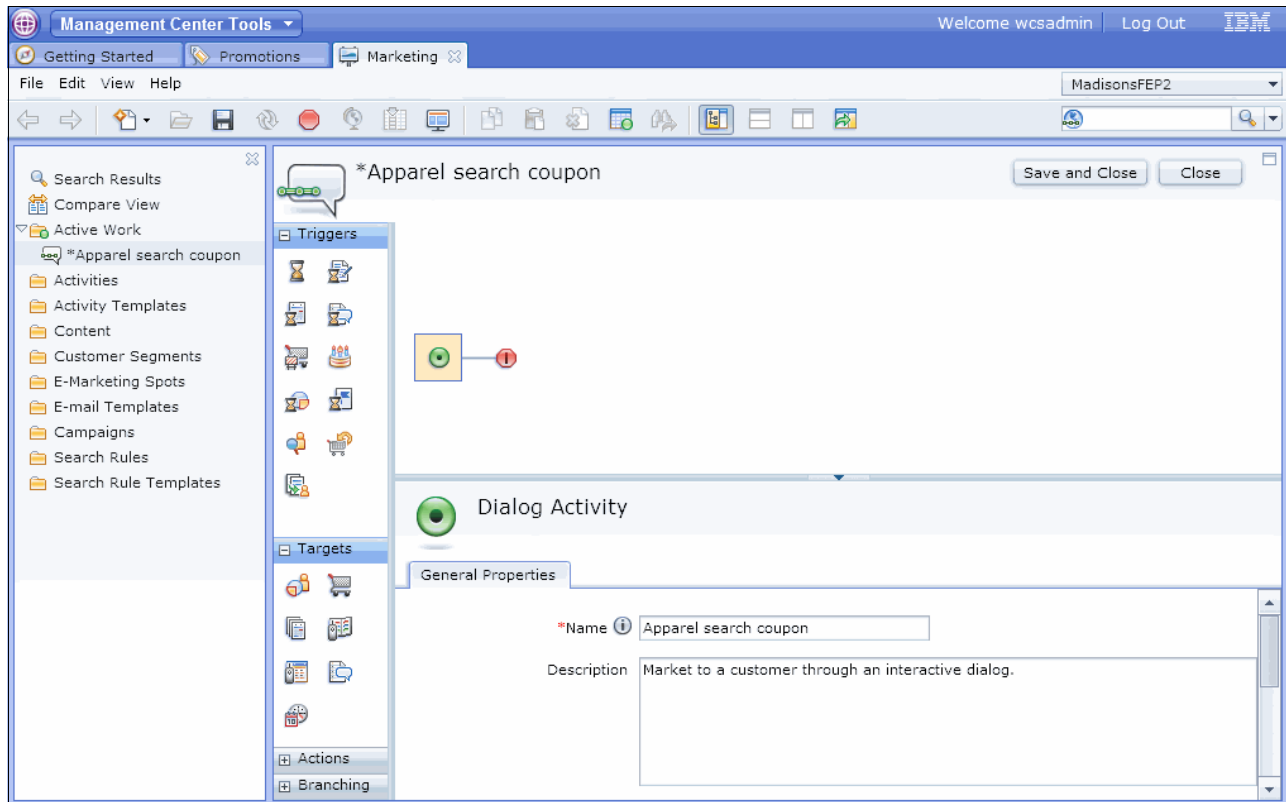 Management Center Tools
Welcome wcsadmin
Log Out
IBM
Getting Started
Promotions
Marketing
File Edit View Help
MadisonsFEP2
Search Results
Compare View
Active Work
*Apparel search coupon
Activities
Activity Templates
Content
Customer Segments
E-Marketing Spots
E-mail Templates
Campaigns
Search Rules
Search Rule Templates
*Apparel search coupon
Save and Close
Close
Triggers
Targets
Actions
Branching
Dialog Activity
General Properties
*Name
Apparel search coupon
Description
Market to a customer through an interactive dialog.